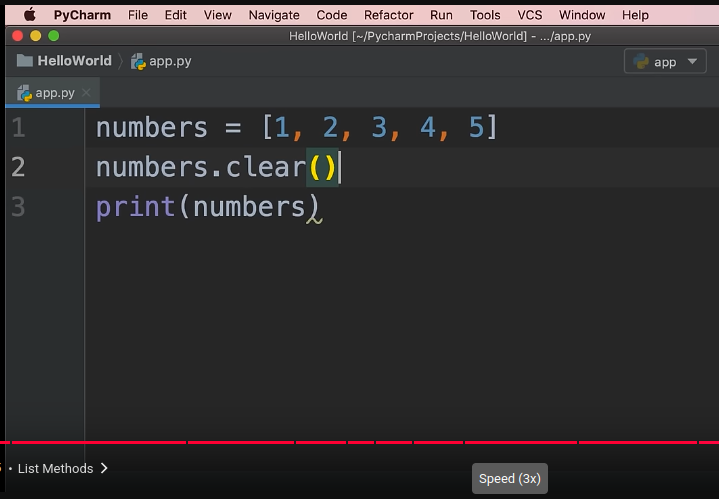 PyCharm File Edit View Navigate Code Refactor Run Tools VCS Window Help
HelloWorld [~/PycharmProjects/HelloWorld] - .../app.py
HelloWorld app.py
app
app.py
1 numbers = [1, 2, 3, 4, 5]
2 numbers.clear()
3 print(numbers)
• List Methods
Speed (3x)